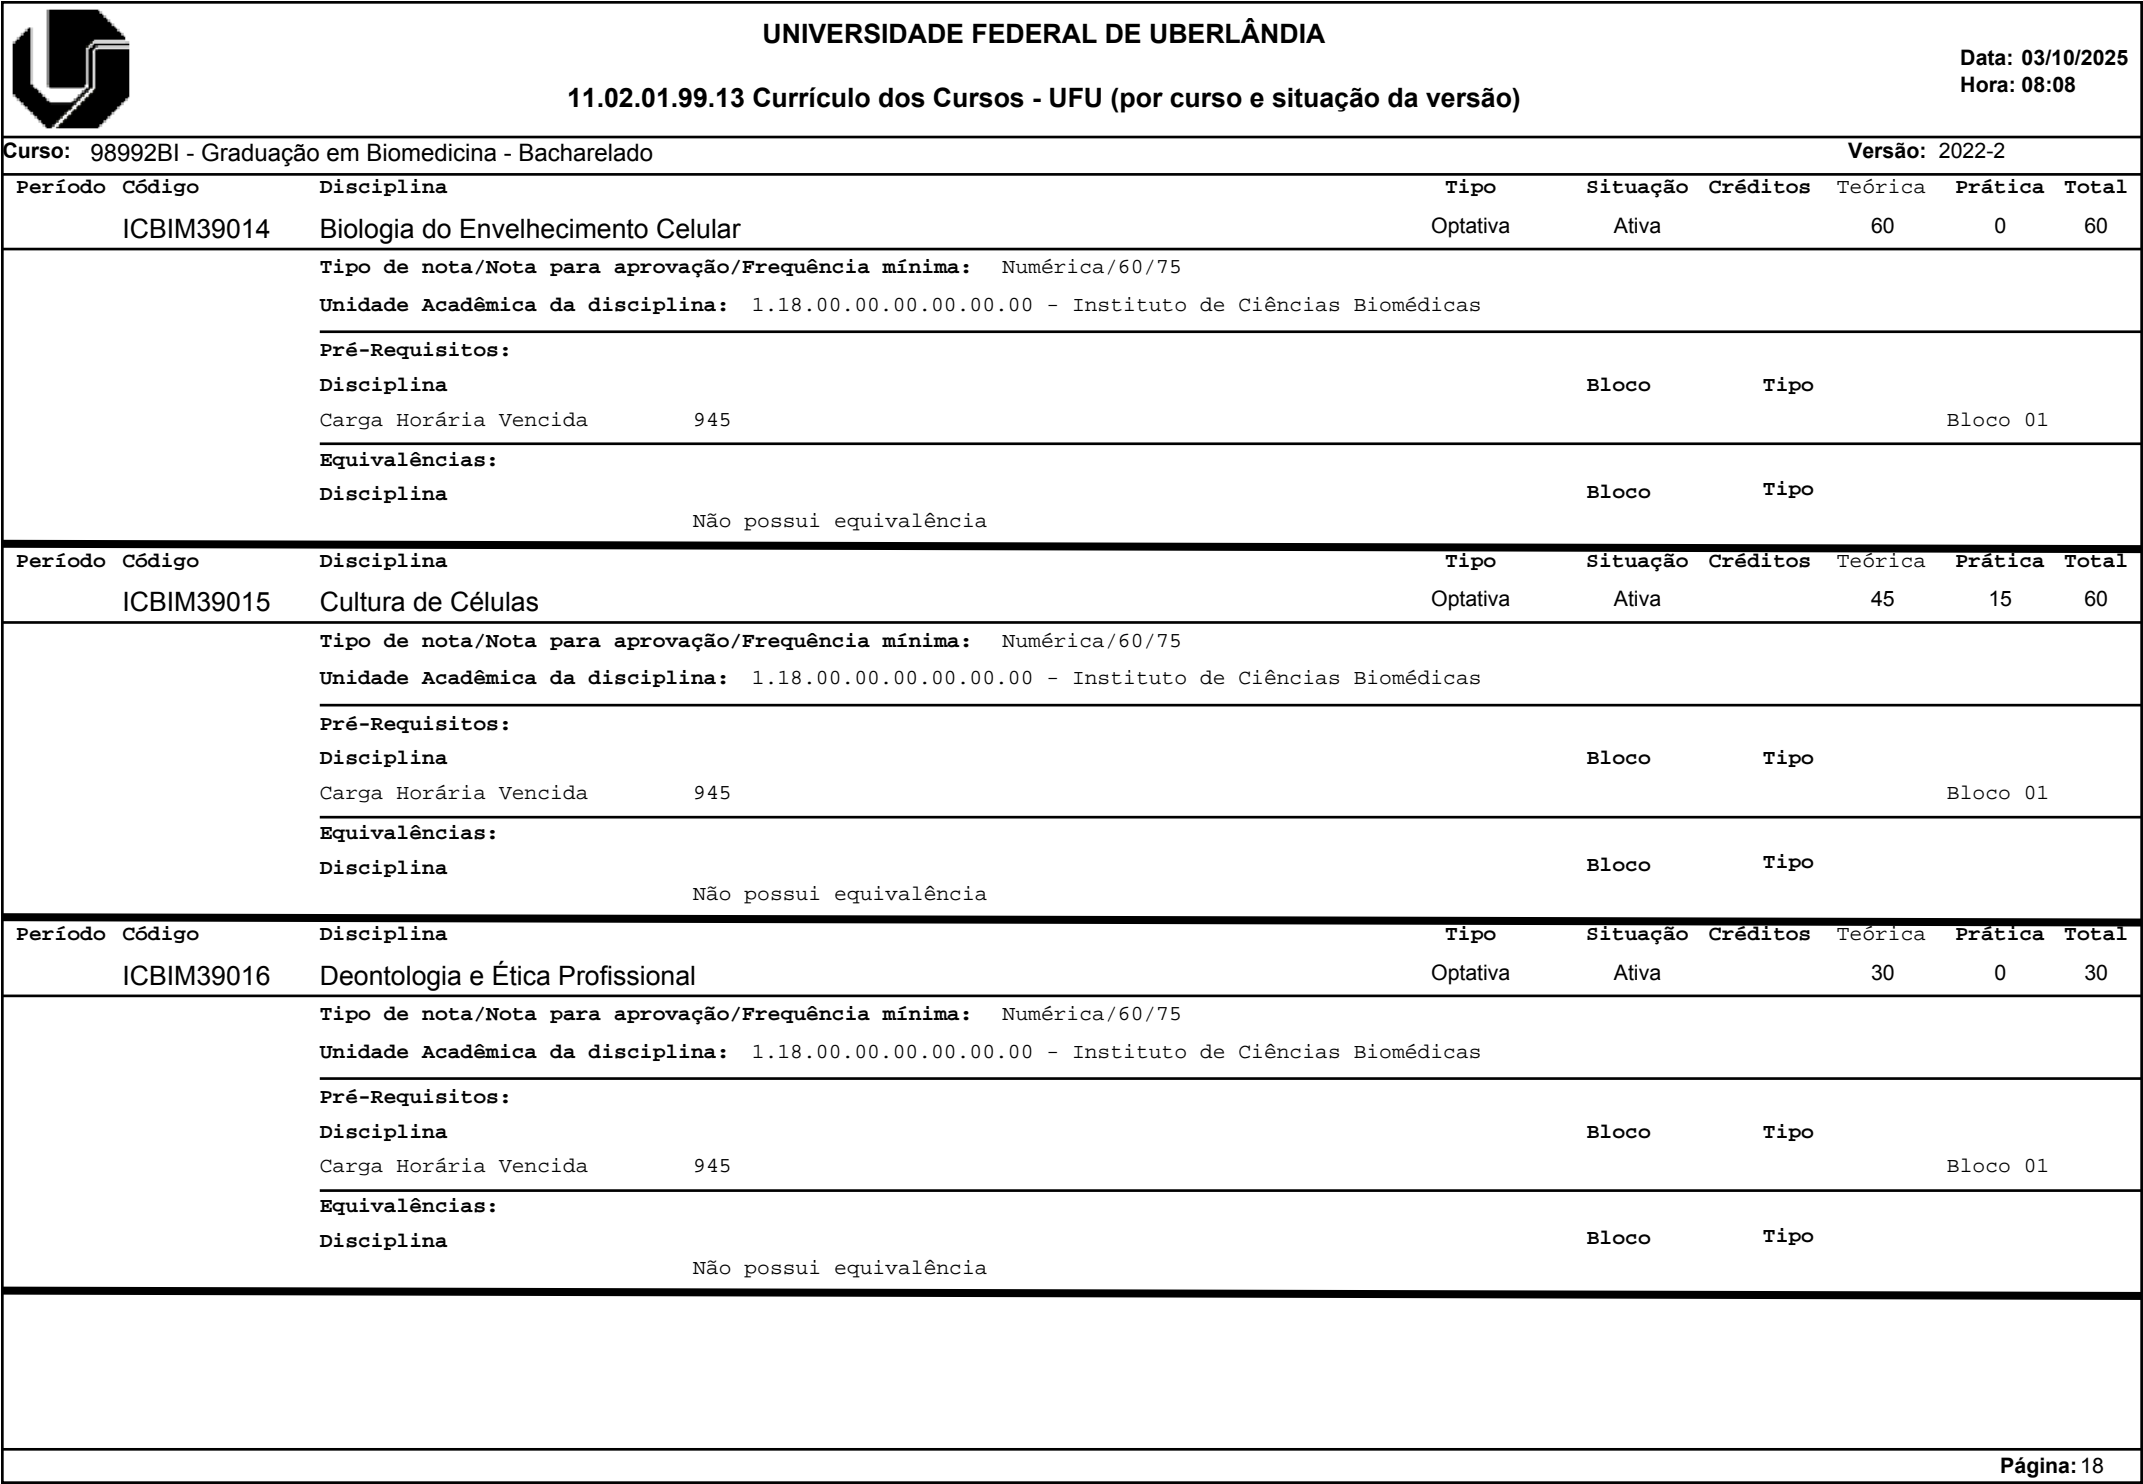 UNIVERSIDADE FEDERAL DE UBERLÂNDIA
Data: 03/10/2025
Hora: 08:08
11.02.01.99.13 Currículo dos Cursos - UFU (por curso e situação da versão)
Curso: 98992BI - Graduação em Biomedicina - Bacharelado Versão: 2022-2
Período Código Disciplina Tipo Situação Créditos Teórica Prática Total
ICBIM39014 Biologia do Envelhecimento Celular Optativa Ativa 60 0 60
Tipo de nota/Nota para aprovação/Frequência mínima: Numérica/60/75
Unidade Acadêmica da disciplina: 1.18.00.00.00.00.00.00 - Instituto de Ciências Biomédicas
Pré-Requisitos:
Disciplina Bloco Tipo
Carga Horária Vencida 945 Bloco 01
Equivalências:
Disciplina Bloco Tipo
Não possui equivalência
Período Código Disciplina Tipo Situação Créditos Teórica Prática Total
ICBIM39015 Cultura de Células Optativa Ativa 45 15 60
Tipo de nota/Nota para aprovação/Frequência mínima: Numérica/60/75
Unidade Acadêmica da disciplina: 1.18.00.00.00.00.00.00 - Instituto de Ciências Biomédicas
Pré-Requisitos:
Disciplina Bloco Tipo
Carga Horária Vencida 945 Bloco 01
Equivalências:
Disciplina Bloco Tipo
Não possui equivalência
Período Código Disciplina Tipo Situação Créditos Teórica Prática Total
ICBIM39016 Deontologia e Ética Profissional Optativa Ativa 30 0 30
Tipo de nota/Nota para aprovação/Frequência mínima: Numérica/60/75
Unidade Acadêmica da disciplina: 1.18.00.00.00.00.00.00 - Instituto de Ciências Biomédicas
Pré-Requisitos:
Disciplina Bloco Tipo
Carga Horária Vencida 945 Bloco 01
Equivalências:
Disciplina Bloco Tipo
Não possui equivalência
Página: 18